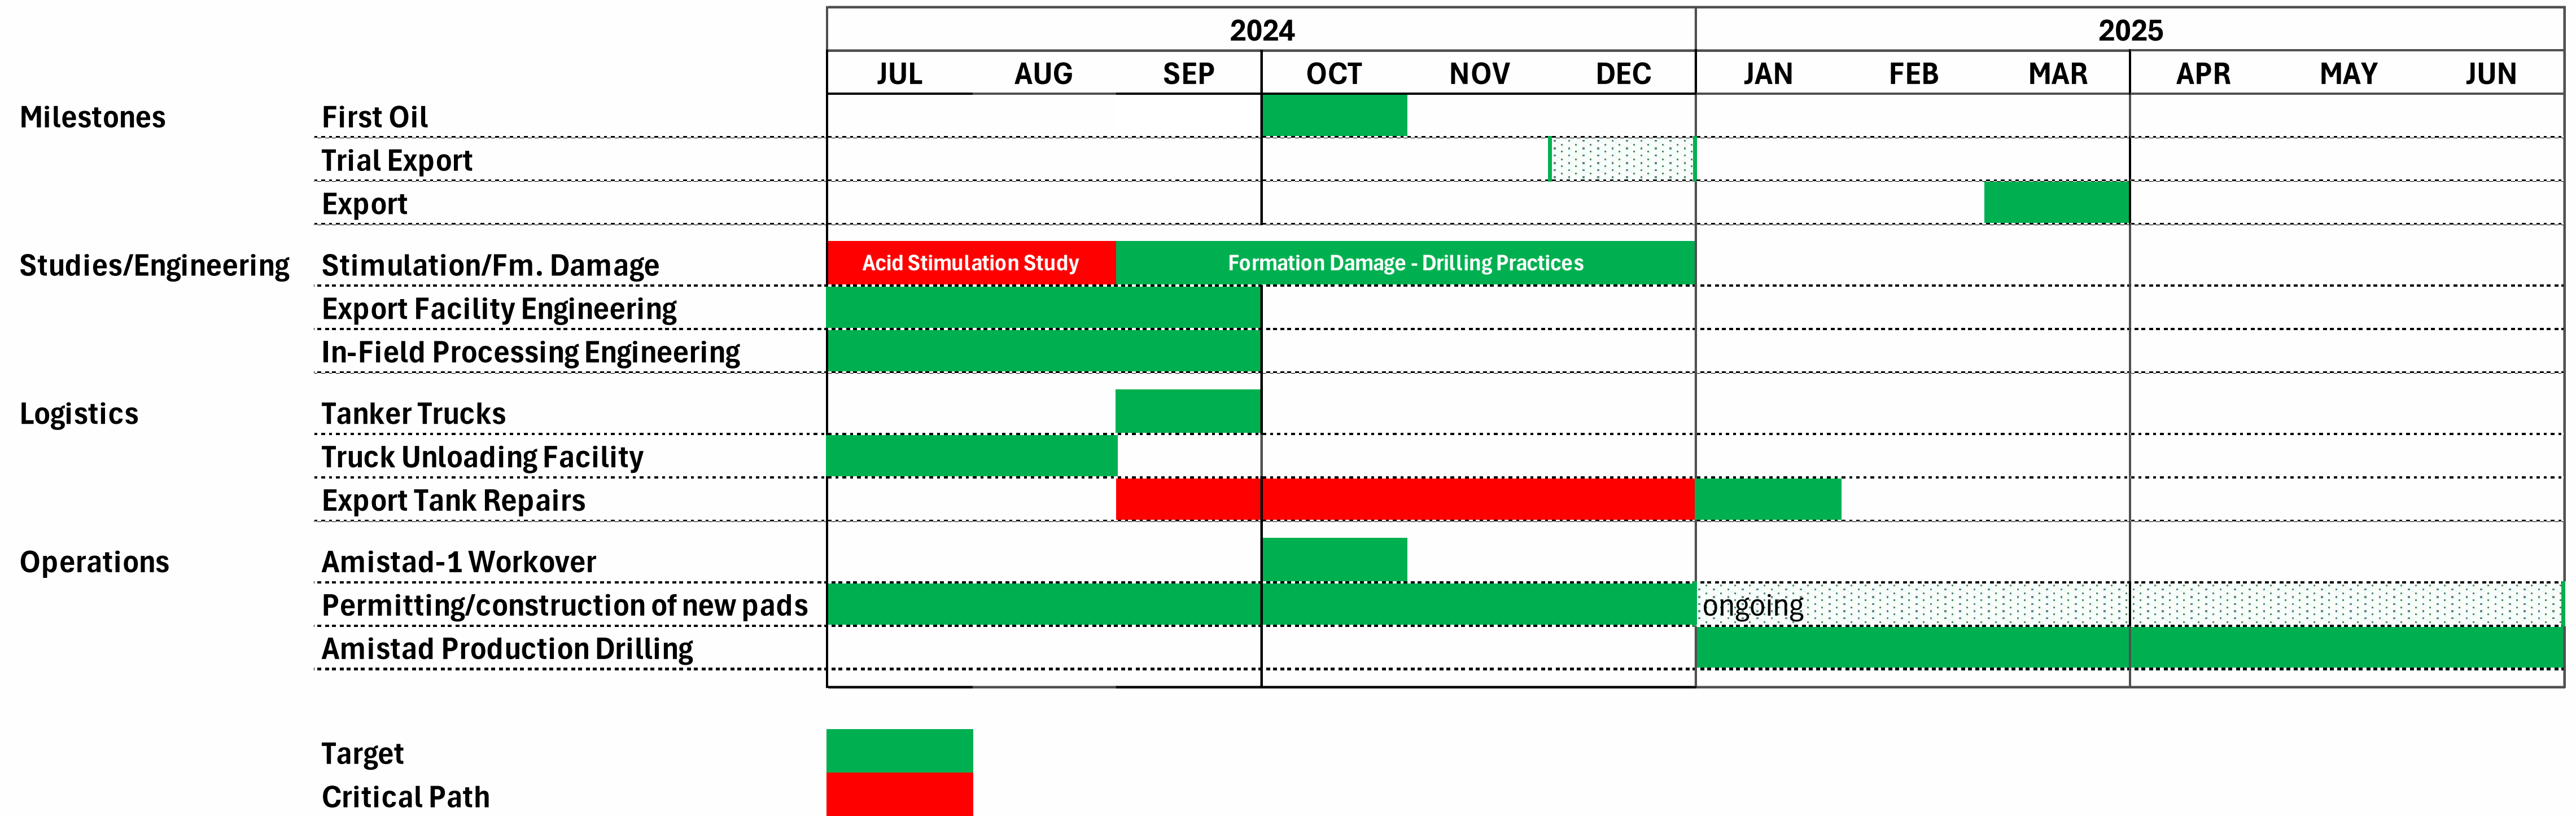 2024 2025
JUL AUG SEP OCT NOV DEC JAN FEB MAR APR MAY JUN
Milestones First Oil
Trial Export
Export
Studies/Engineering Stimulation/Fm. Damage Acid Stimulation Study Formation Damage - Drilling Practices
Export Facility Engineering
In-Field Processing Engineering
Logistics Tanker Trucks
Truck Unloading Facility
Export Tank Repairs
Operations Amistad-1 Workover
Permitting/construction of new pads ongoing
Amistad Production Drilling
Target
Critical Path